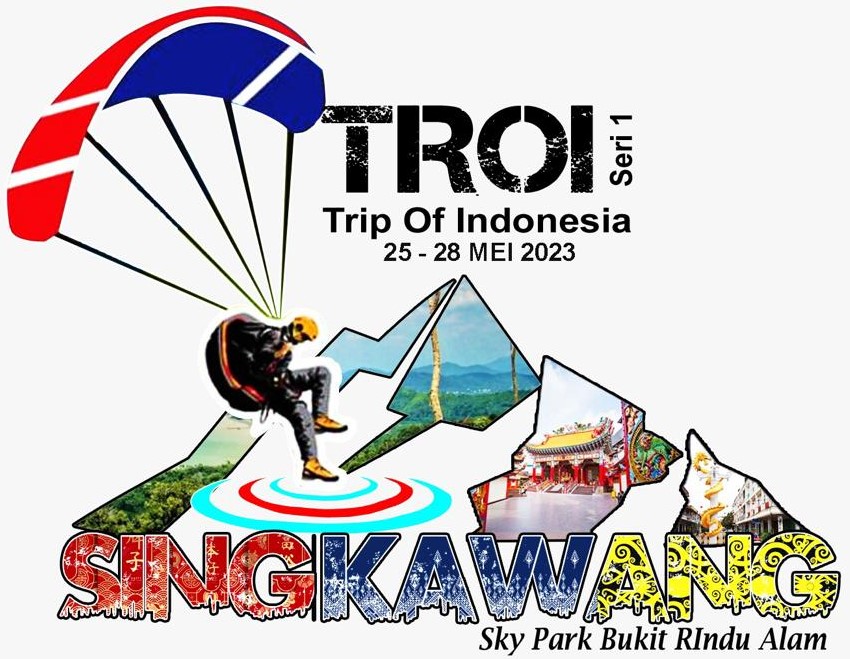 TROI
Seri 1
Trip Of Indonesia
25 - 28 MEI 2023
SINGKAWANG
Sky Park Bukit RIndu Alam